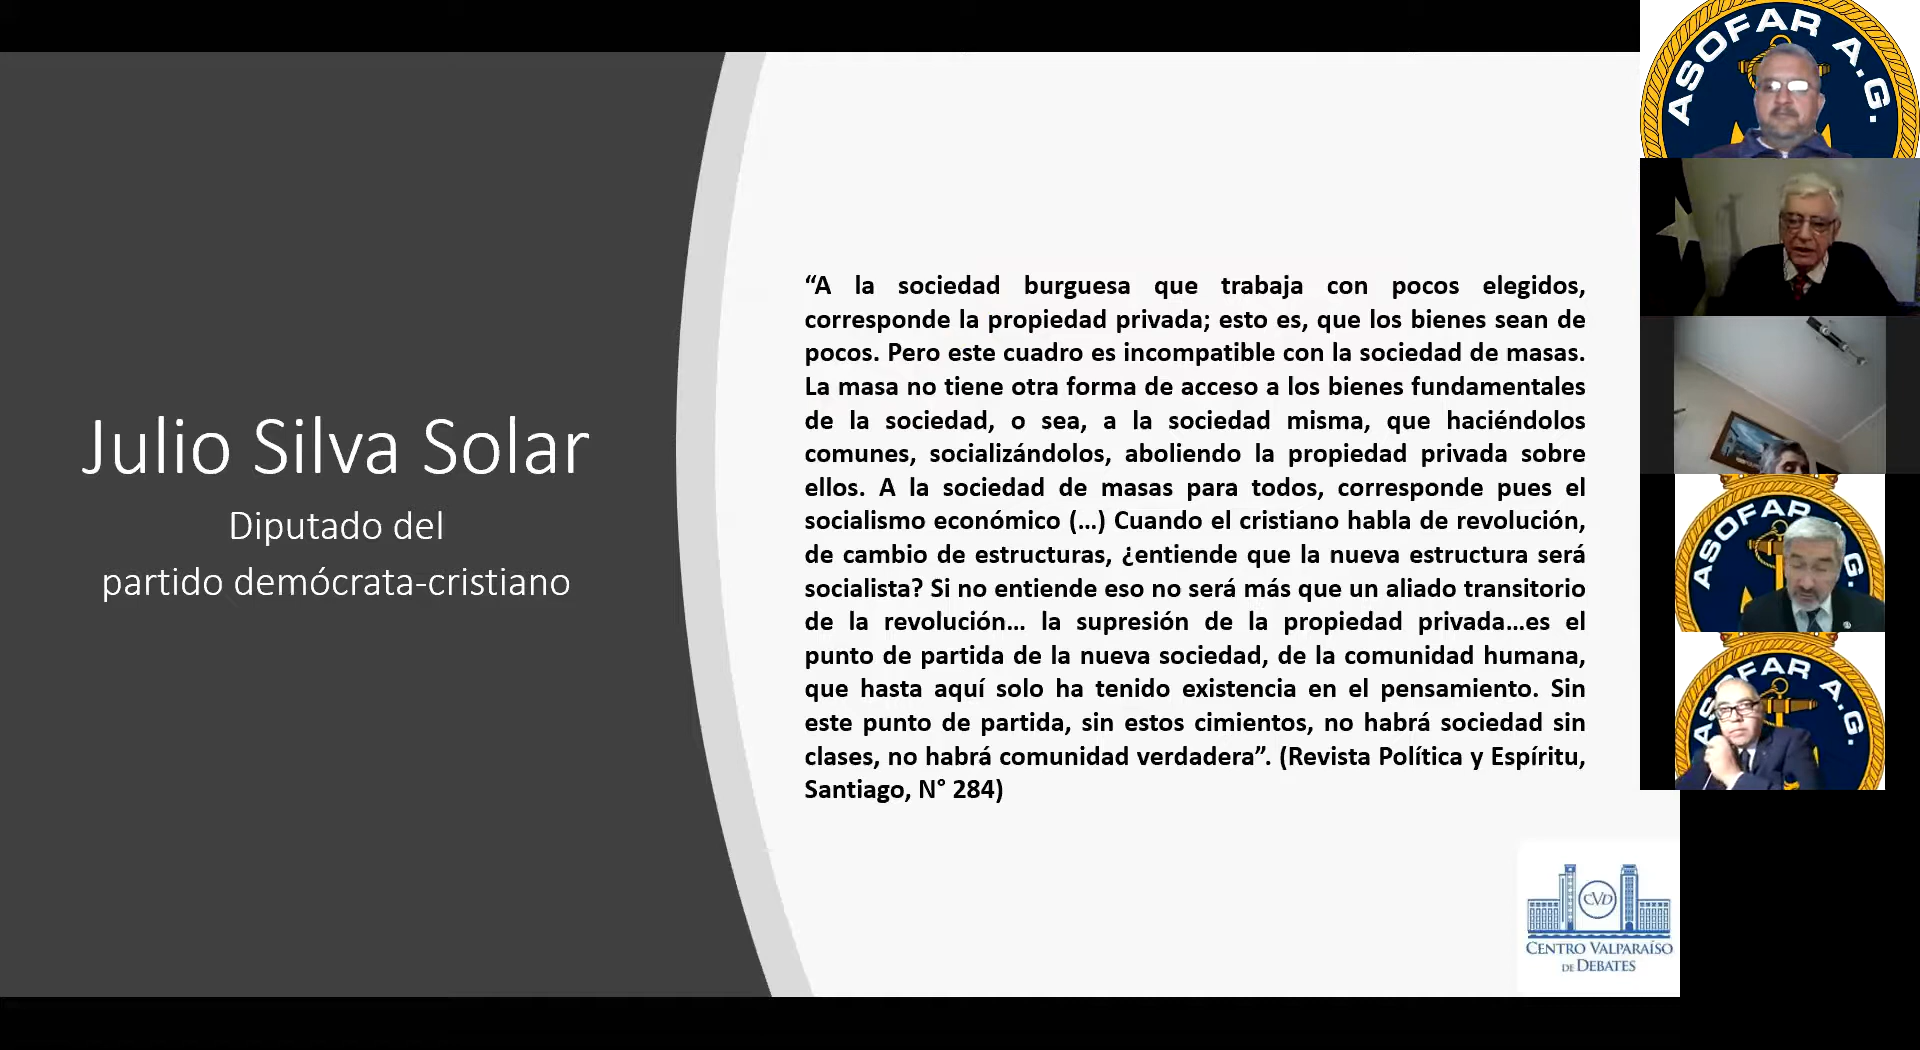 Julio Silva Solar
Diputado del
partido demócrata-cristiano
“A la sociedad burguesa que trabaja con pocos elegidos,
corresponde la propiedad privada; esto es, que los bienes sean de
pocos. Pero este cuadro es incompatible con la sociedad de masas.
La masa no tiene otra forma de acceso a los bienes fundamentales
de la sociedad, o sea, a la sociedad misma, que haciéndolos
comunes, socializándolos, aboliendo la propiedad privada sobre
ellos. A la sociedad de masas para todos, corresponde pues el
socialismo económico (…) Cuando el cristiano habla de revolución,
de cambio de estructuras, ¿entiende que la nueva estructura será
socialista? Si no entiende eso no será más que un aliado transitorio
de la revolución… la supresión de la propiedad privada…es el
punto de partida de la nueva sociedad, de la comunidad humana,
que hasta aquí solo ha tenido existencia en el pensamiento. Sin
este punto de partida, sin estos cimientos, no habrá sociedad sin
clases, no habrá comunidad verdadera”. (Revista Política y Espíritu,
Santiago, N° 284)
CVD
CENTRO VALPARAÍSO
DE DEBATES
ASOFAR A.G.
ASOFAR A.G.
ASOFAR A.G.